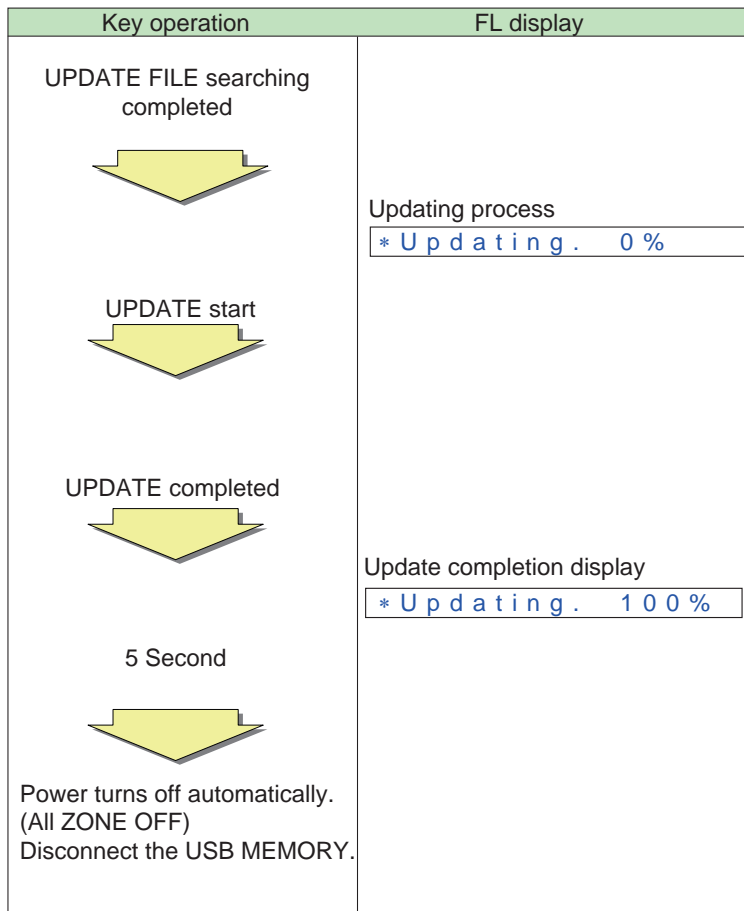 Key operation
FL display
UPDATE FILE searching
completed
Updating process
*Updating. 0%
UPDATE start
UPDATE completed
Update completion display
*Updating. 100%
5 Second
Power turns off automatically.
(All ZONE OFF)
Disconnect the USB MEMORY.